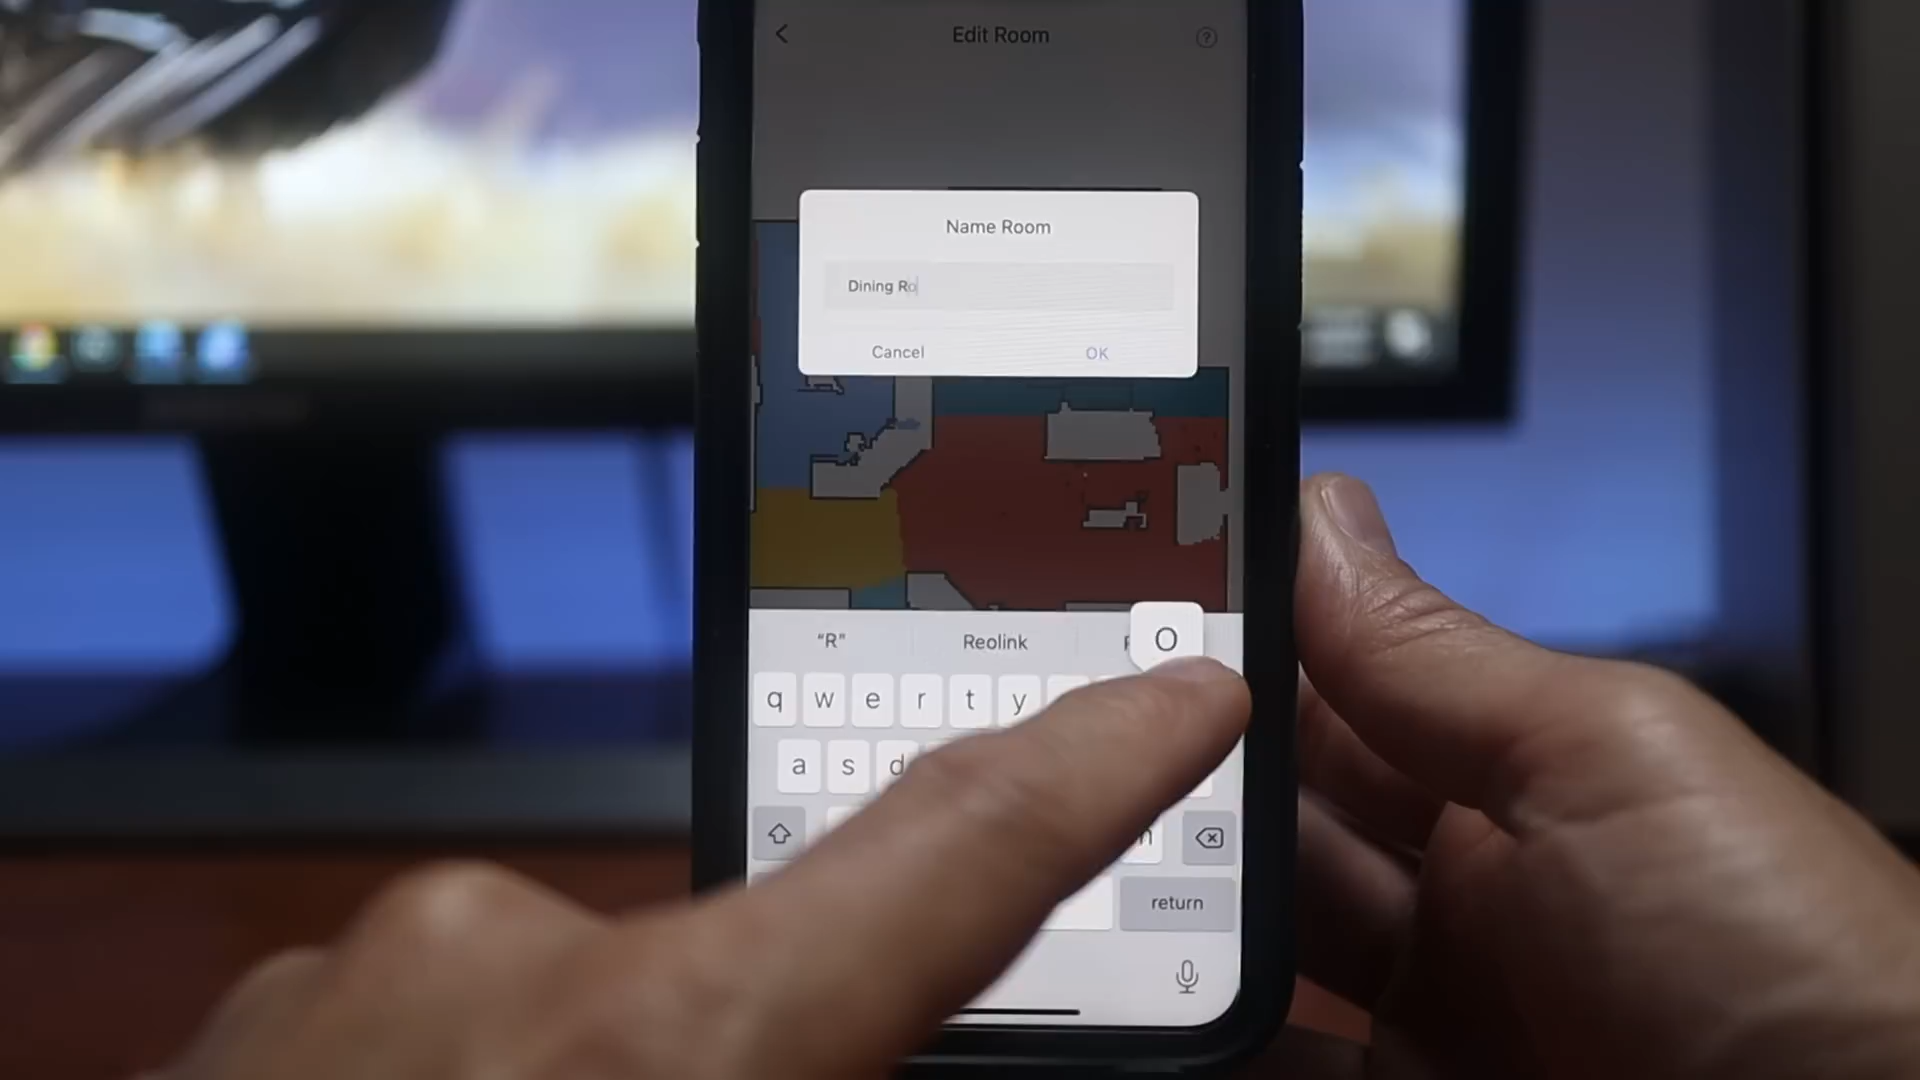 Edit Room
?
Name Room
Dining Ro
Cancel
OK
“R”
Reolink
O
q w e r t y
a s d
return